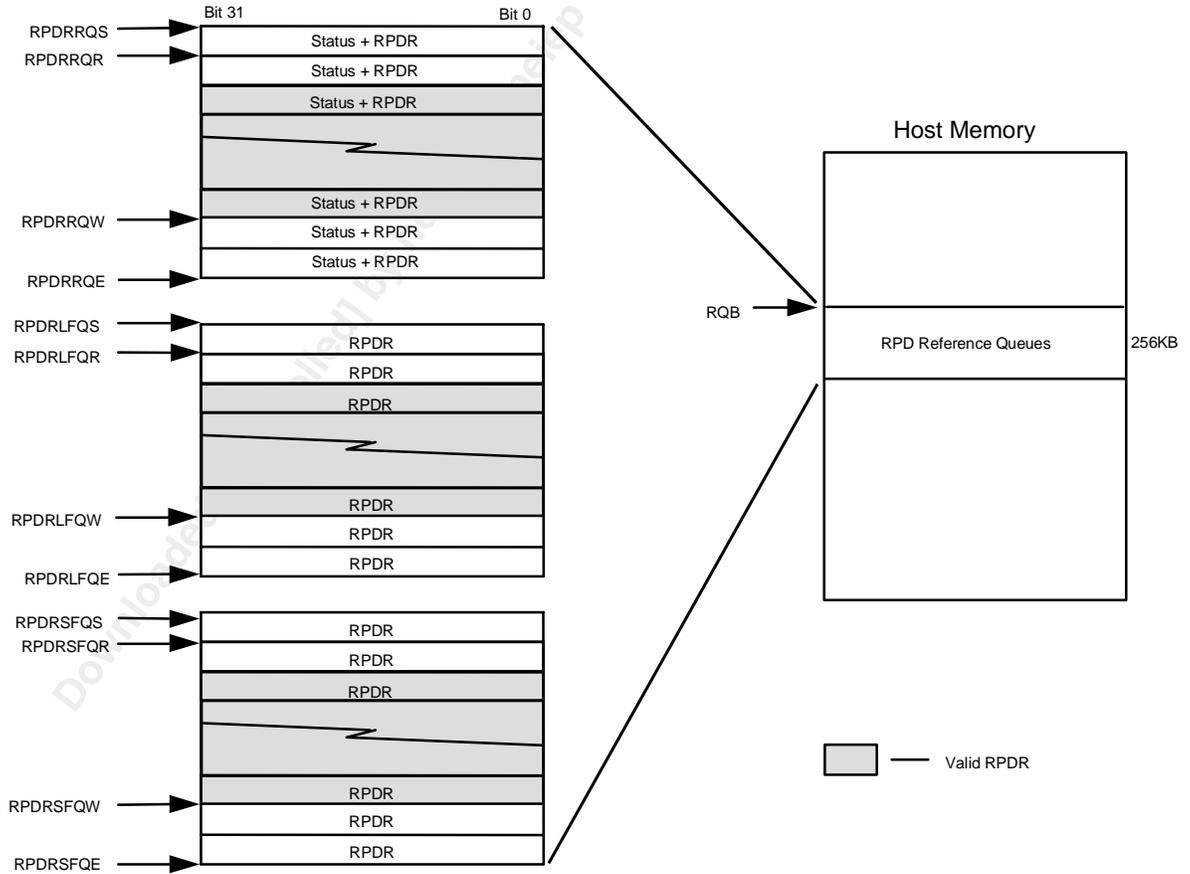 Bit 31 Bit 0
RPDRRQS
RPDRRQR
Status + RPDR
Status + RPDR
Status + RPDR
Status + RPDR
RPDRRQW
Status + RPDR
Status + RPDR
RPDRRQE
RPDRLFQS
RPDRLFQR
RPDR
RPDR
RPDR
RPDR
RPDRLFQW
RPDR
RPDR
RPDRLFQE
RPDRSFQS
RPDRSFQR
RPDR
RPDR
RPDR
RPDR
RPDRSFQW
RPDR
RPDR
RPDRSFQE
Host Memory
RQB
RPD Reference Queues
256KB
Valid RPDR